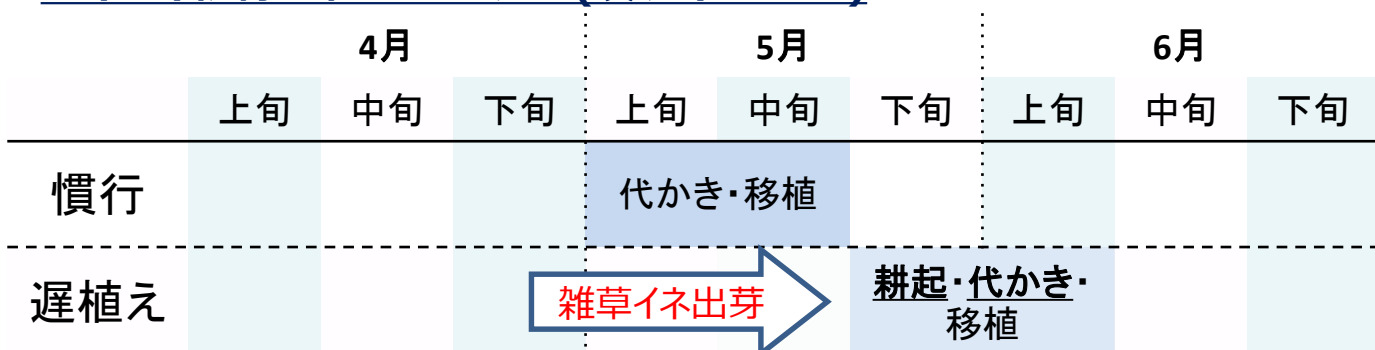 4月 5月 6月
上旬 中旬 下旬 上旬 中旬 下旬 上旬 中旬 下旬
慣行 代かき・移植
遅植え 雑草イネ出芽 耕起・代かき・
移植